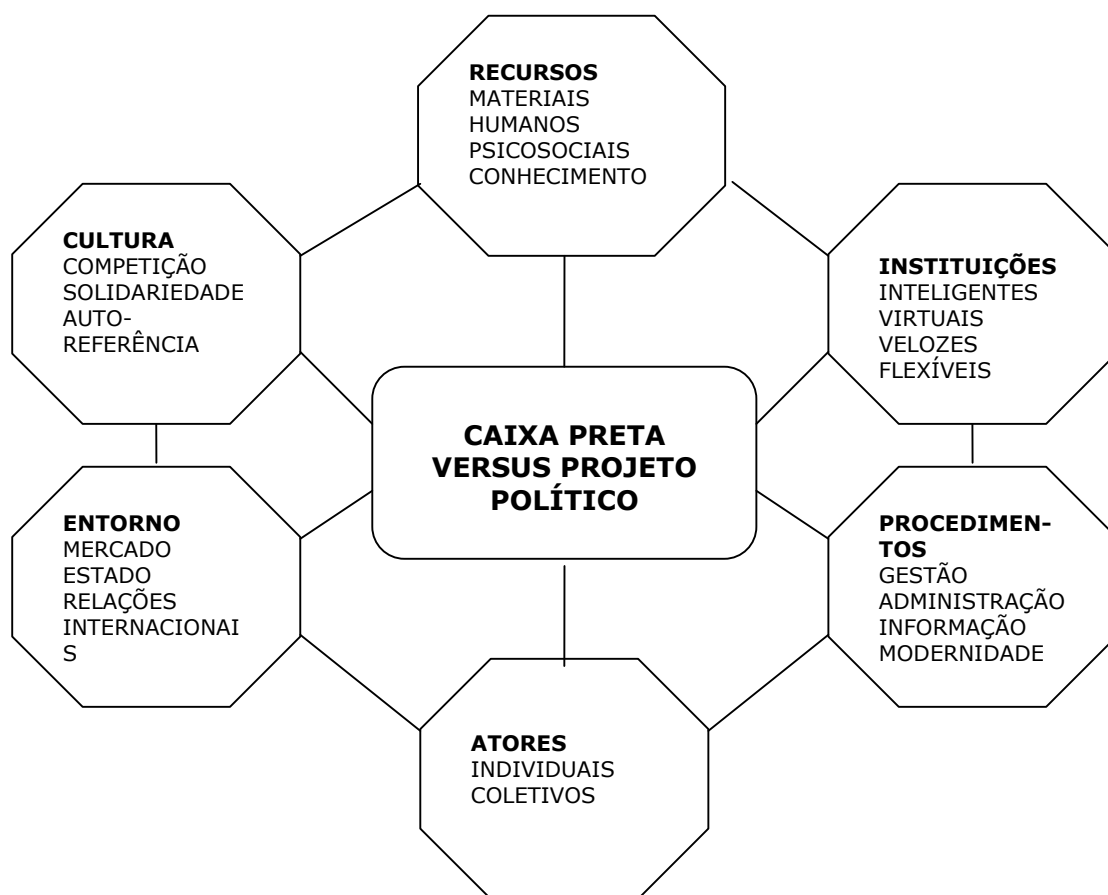 RECURSOS
MATERIAIS
HUMANOS
PSICOSOCIAIS
CONHECIMENTO
CULTURA
COMPETIÇÃO
SOLIDARIEDADE
AUTO-
REFERÊNCIA
INSTITUIÇÕES
INTELIGENTES
VIRTUAIS
VELOZES
FLEXÍVEIS
CAIXA PRETA
VERSUS PROJETO
POLÍTICO
ENTORNO
MERCADO
ESTADO
RELAÇÕES
INTERNACIONAI
S
PROCEDIMEN-
TOS
GESTÃO
ADMINISTRAÇÃO
INFORMAÇÃO
MODERNIDADE
ATORES
INDIVIDUAIS
COLETIVOS